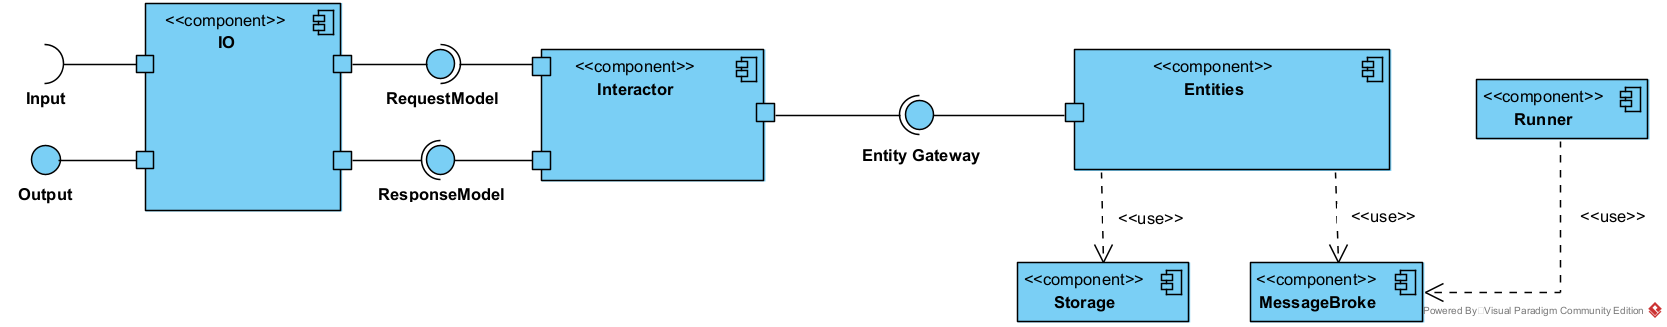 <<component>>
IO
Input
Output
RequestModel
ResponseModel
<<component>>
Interactor
Entity Gateway
<<component>>
Entities
<<component>>
Runner
<<use>>
<<use>>
<<use>>
<<component>>
Storage
<<component>>
MessageBroke
Powered By Visual Paradigm Community Edition